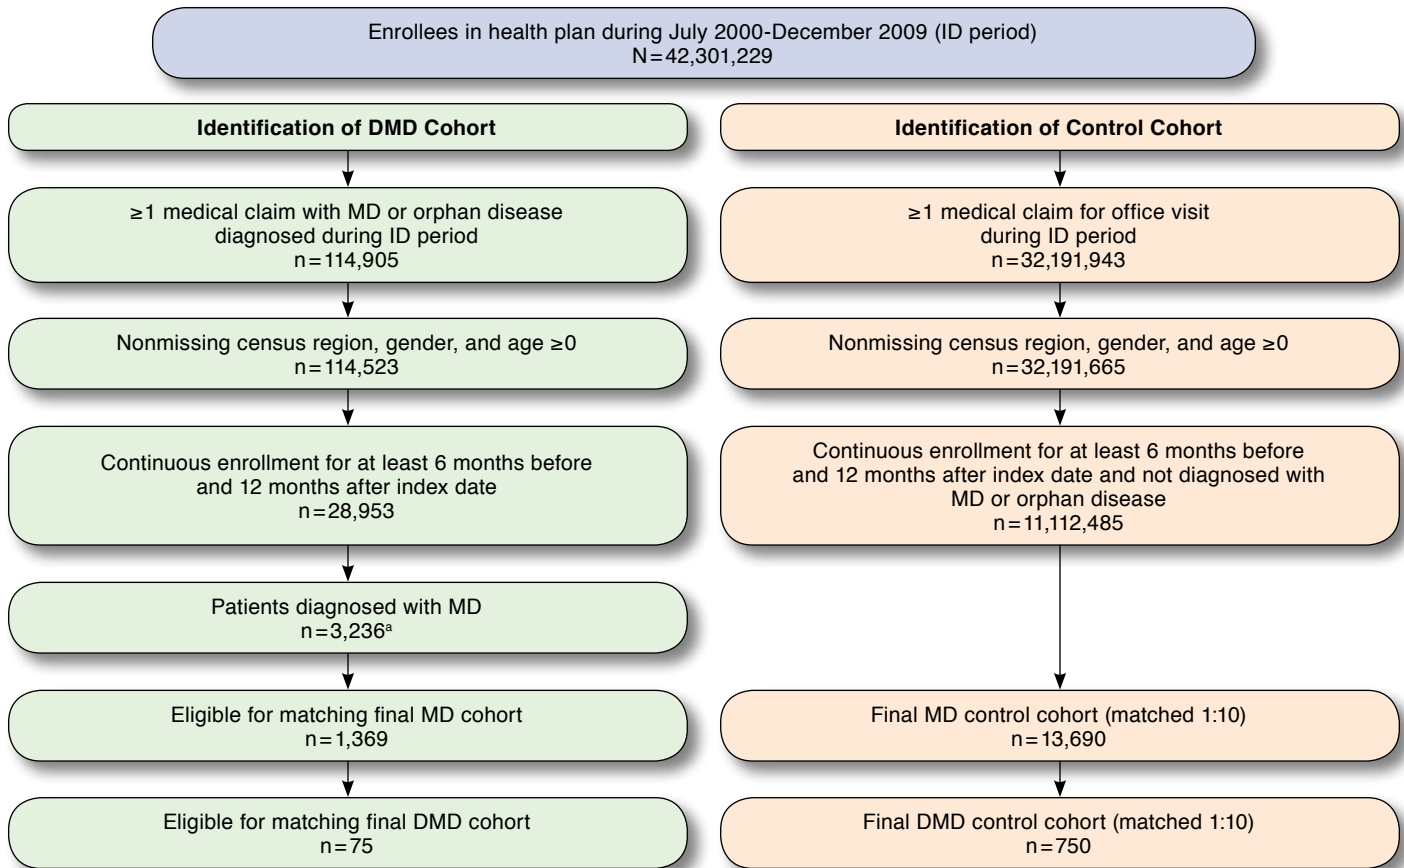 Enrollees in health plan during July 2000-December 2009 (ID period)
N=42,301,229
Identification of DMD Cohort
≥1 medical claim with MD or orphan disease
diagnosed during ID period
n=114,905
Nonmissing census region, gender, and age ≥0
n=114,523
Continuous enrollment for at least 6 months before
and 12 months after index date
n=28,953
Patients diagnosed with MD
n=3,236ᵃ
Eligible for matching final MD cohort
n=1,369
Eligible for matching final DMD cohort
n=75
Identification of Control Cohort
≥1 medical claim for office visit
during ID period
n=32,191,943
Nonmissing census region, gender, and age ≥0
n=32,191,665
Continuous enrollment for at least 6 months before
and 12 months after index date and not diagnosed with
MD or orphan disease
n=11,112,485
Final MD control cohort (matched 1:10)
n=13,690
Final DMD control cohort (matched 1:10)
n=750